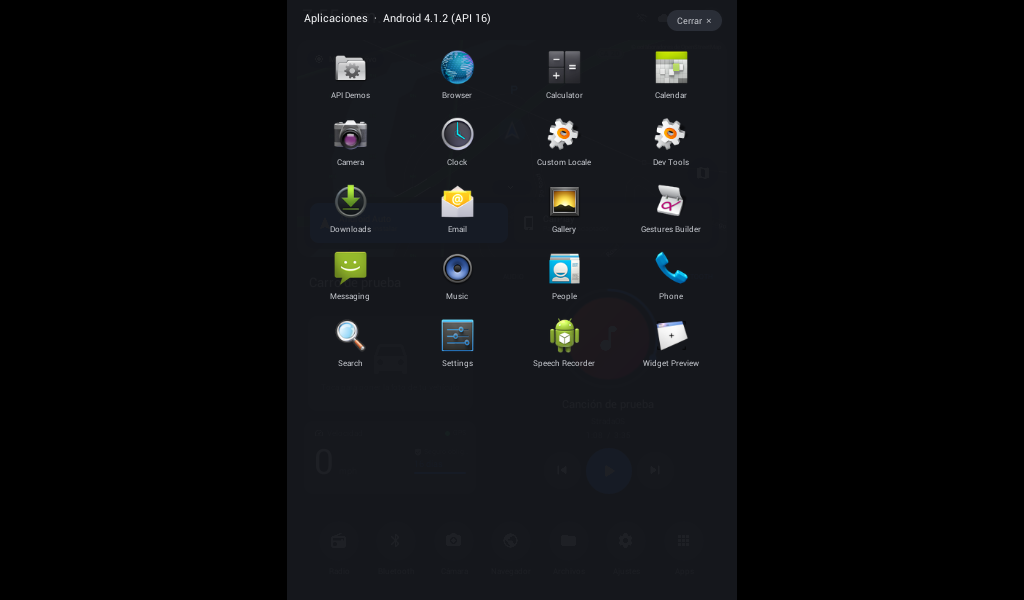 Aplicaciones › Android 4.1.2 (API 16)
Cerrar ×
API Demos
Browser
Calculator
Calendar
Camera
Clock
Custom Locale
Dev Tools
Downloads
Email
Gallery
Gestures Builder
Messaging
Music
People
Phone
Search
Settings
Speech Recorder
Widget Preview
Canción de prueba
0